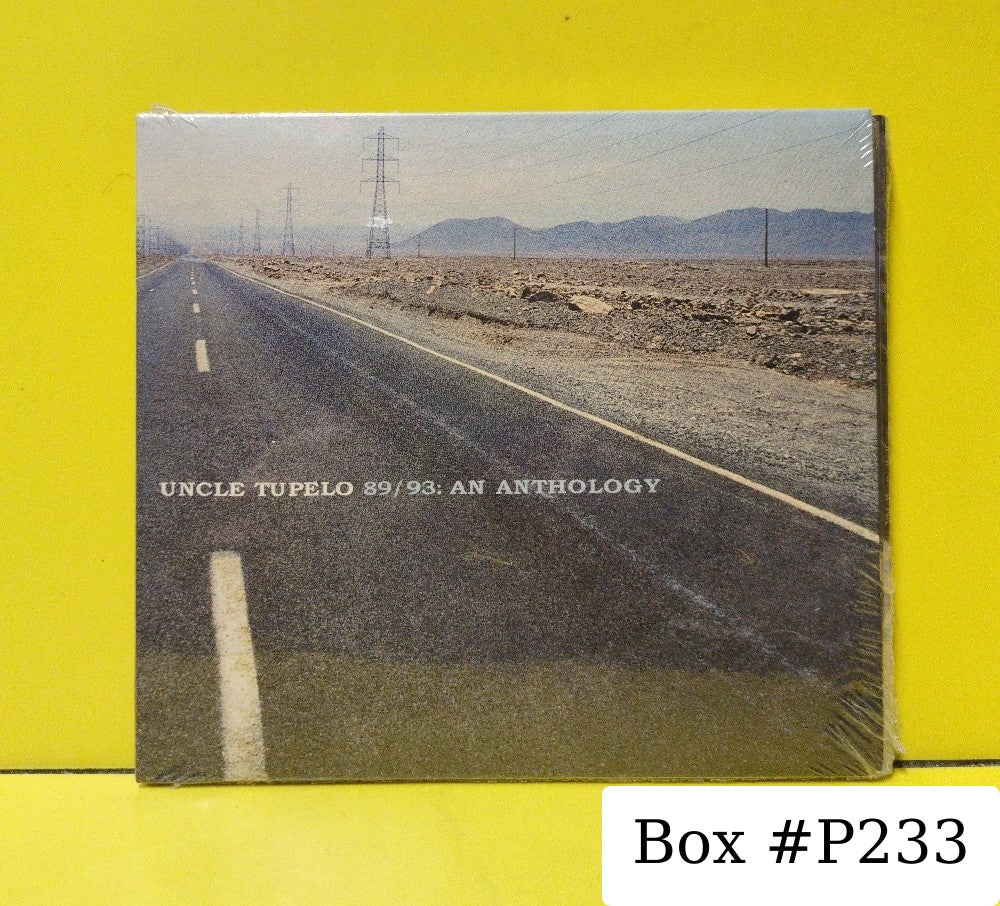 UNCLE TUPELO 89/93: AN ANTHOLOGY
Box #P233